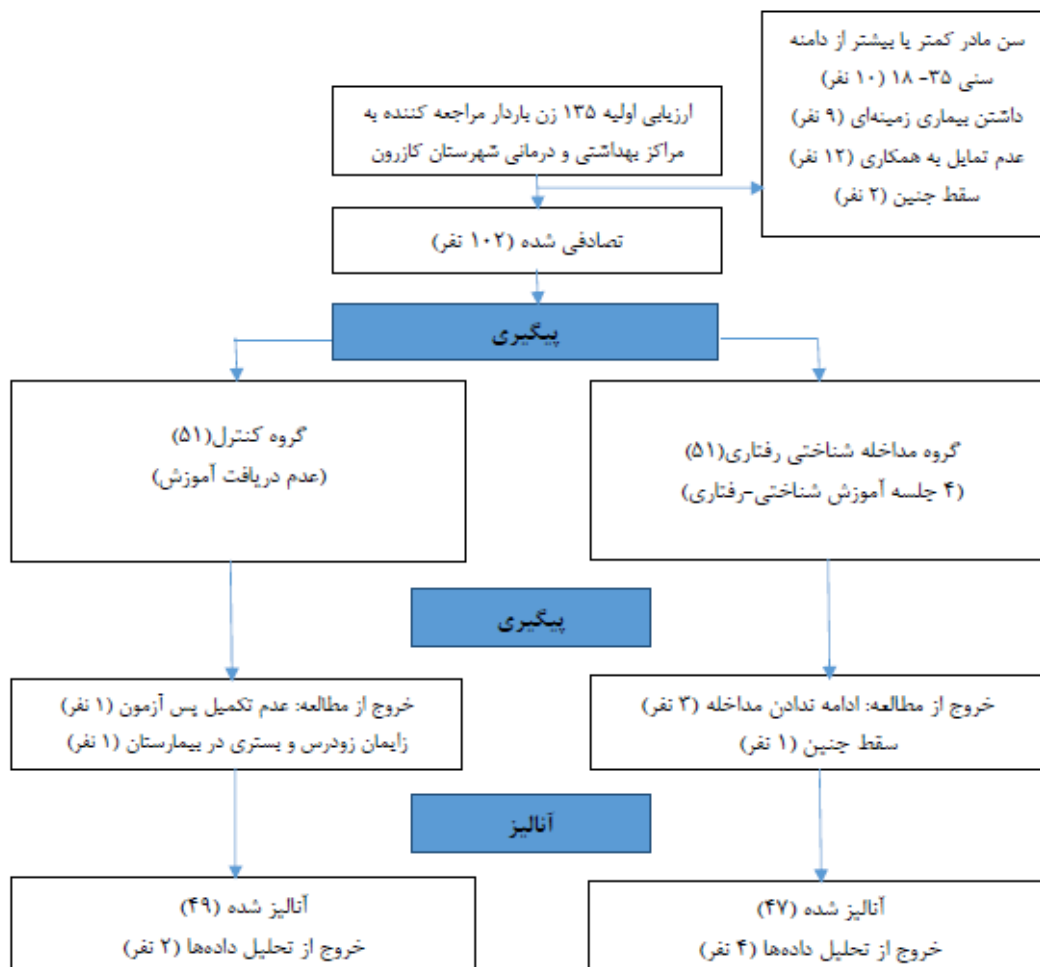 سن مادر کمتر یا بیشتر از دامنه
سنی ۳۵- ۱۸ (۱۰ نفر)
داشتن بیماری زمینه‌ای (۹ نفر)
عدم تمایل به همکاری (۱۲ نفر)
سقط جنین (۲ نفر)
ارزیابی اولیه ۱۳۵ زن باردار مراجعه کننده به
مراکز بهداشتی و درمانی شهرستان کازرون
تصادفی شده (۱۰۲ نفر)
پیگیری
گروه مداخله شناختی رفتاری(۵۱)
(۴ جلسه آموزش شناختی-رفتاری)
گروه کنترل(۵۱)
(عدم دریافت آموزش)
پیگیری
خروج از مطالعه: ادامه ندادن مداخله (۳ نفر)
سقط جنین (۱ نفر)
خروج از مطالعه: عدم تکمیل پس آزمون (۱ نفر)
زایمان زودرس و بستری در بیمارستان (۱ نفر)
آنالیز
آنالیز شده (۴۷)
خروج از تحلیل داده‌ها (۴ نفر)
آنالیز شده (۴۹)
خروج از تحلیل داده‌ها (۲ نفر)